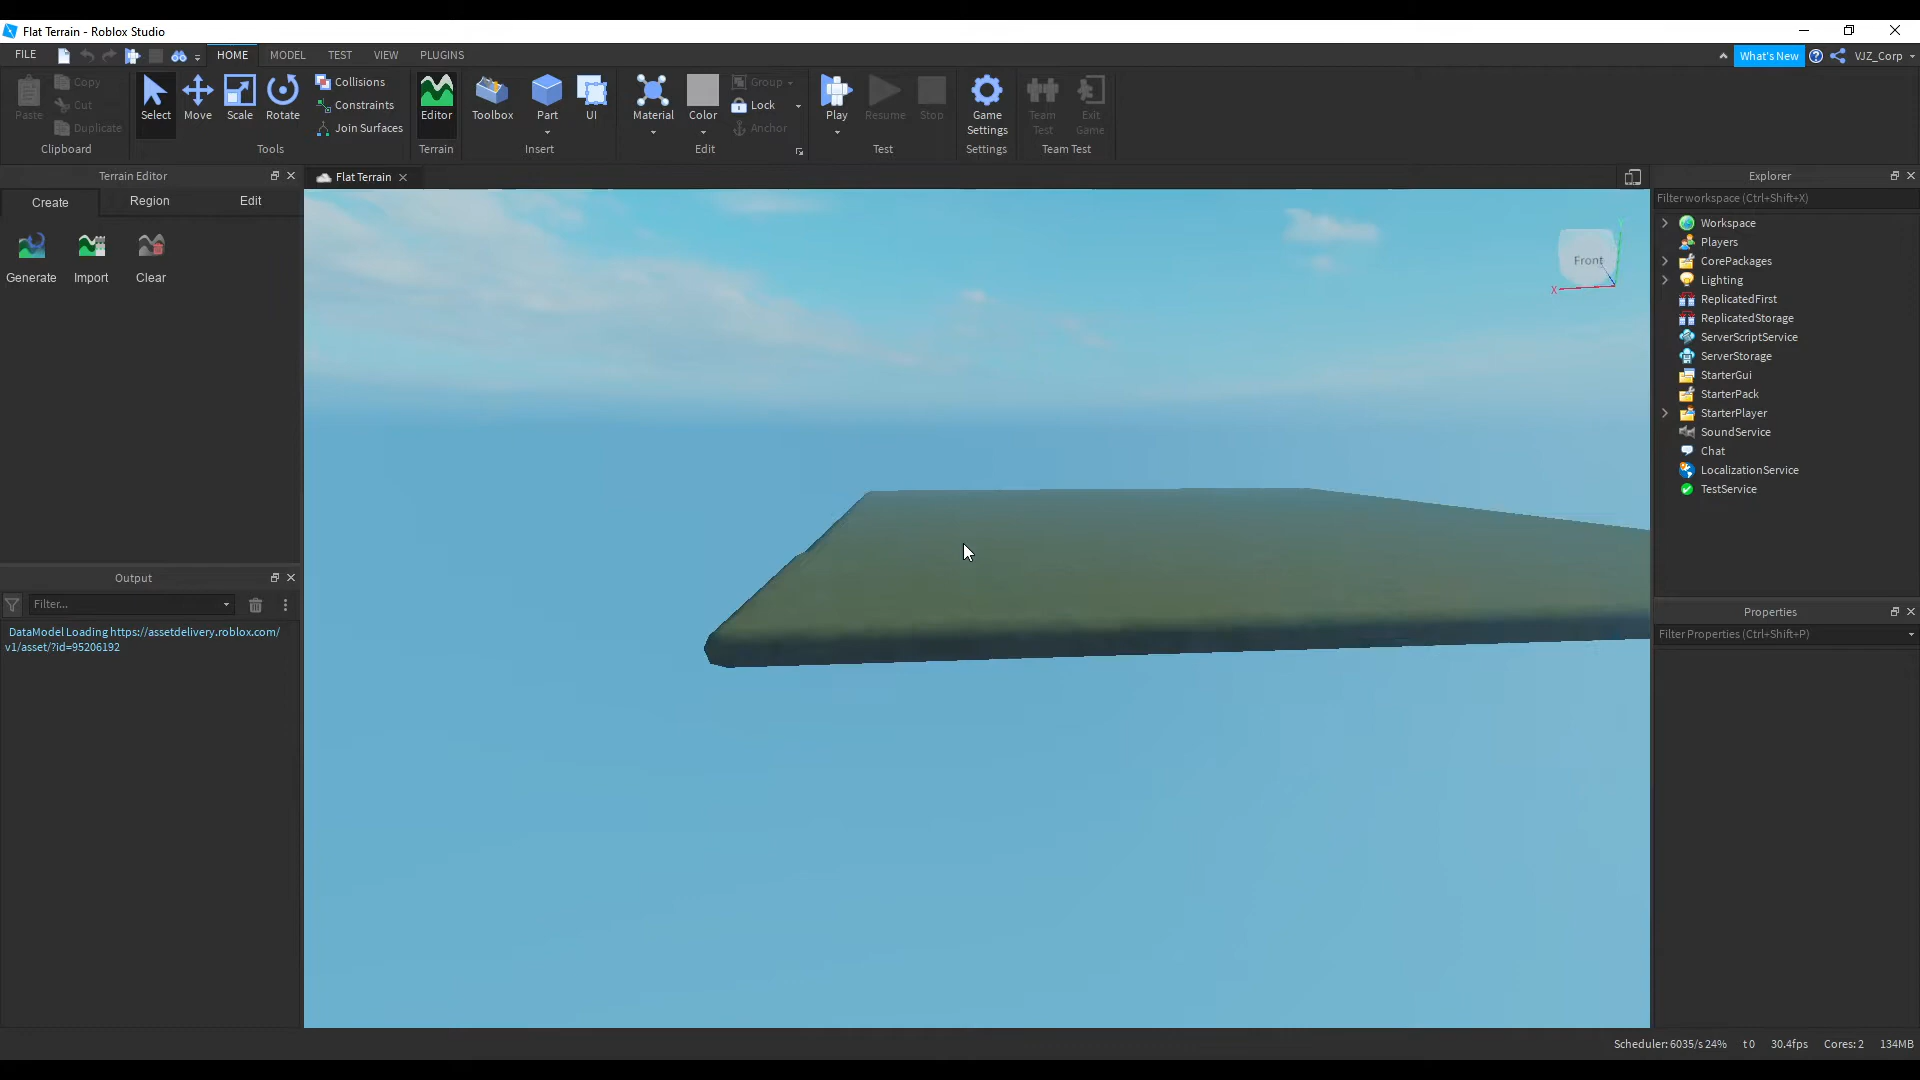 Flat Terrain - Roblox Studio
FILE HOME MODEL TEST VIEW PLUGINS What's New VJZ_Corp
Paste Copy Cut Duplicate
Select Move Scale Rotate
Collisions
Constraints
Join Surfaces
Editor
Toolbox Part UI
Material Color
Group
Lock
Anchor
Play Resume Stop
Game Settings
Team Test
Exit Game
Clipboard Tools Terrain Insert Edit Test Settings Team Test
Terrain Editor
Create Region Edit
Generate Import Clear
Output
Filter...
DataModel Loading https://assetdelivery.roblox.com/
v1/asset/?id=95206192
Flat Terrain
Front
X
Y
Explorer
Filter workspace (Ctrl+Shift+X)
Workspace
Players
CorePackages
Lighting
ReplicatedFirst
ReplicatedStorage
ServerScriptService
ServerStorage
StarterGui
StarterPack
StarterPlayer
SoundService
Chat
LocalizationService
TestService
Properties
Filter Properties (Ctrl+Shift+P)
Scheduler: 6035/s 24% t 0 30.4fps Cores: 2 134MB